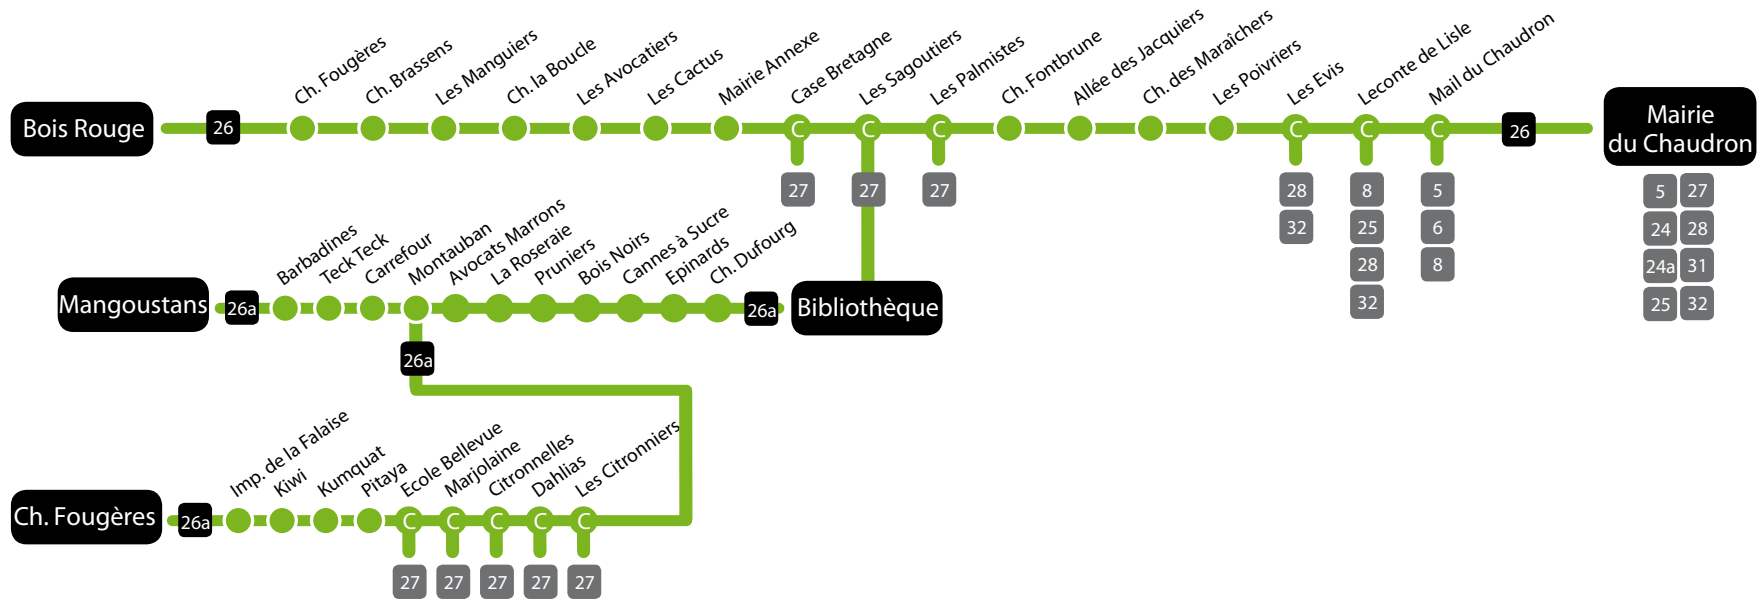 Ch. Fougères
Ch. Brassens
Les Manguiers
Ch. la Boucle
Les Avocatiers
Les Cactus
Mairie Annexe
Case Bretagne
Les Sagoutiers
Les Palmistes
Ch. Fontbrune
Allée des Jacquiers
Ch. des Maraîchers
Les Poivriers
Les Evis
Leconte de Lisle
Mail du Chaudron
Bois Rouge
26
C
C
C
C
C
C
26
Mairie
du Chaudron
27
27
27
28
32
8
25
28
32
5
6
8
5 27
24 28
24a 31
25 32
Barbadines
Teck Teck
Carrefour
Montauban
Avocats Marrons
La Roseraie
Pruniers
Bois Noirs
Cannes à Sucre
Epinards
Ch. Dufourg
Mangoustans
26a
26a
Bibliothèque
26a
Imp. de la Falaise
Kiwi
Kumquat
Pitaya
Ecole Bellevue
Marjolaine
Citronnelles
Dahlias
Les Citronniers
Ch. Fougères
26a
C
C
C
C
C
27
27
27
27
27